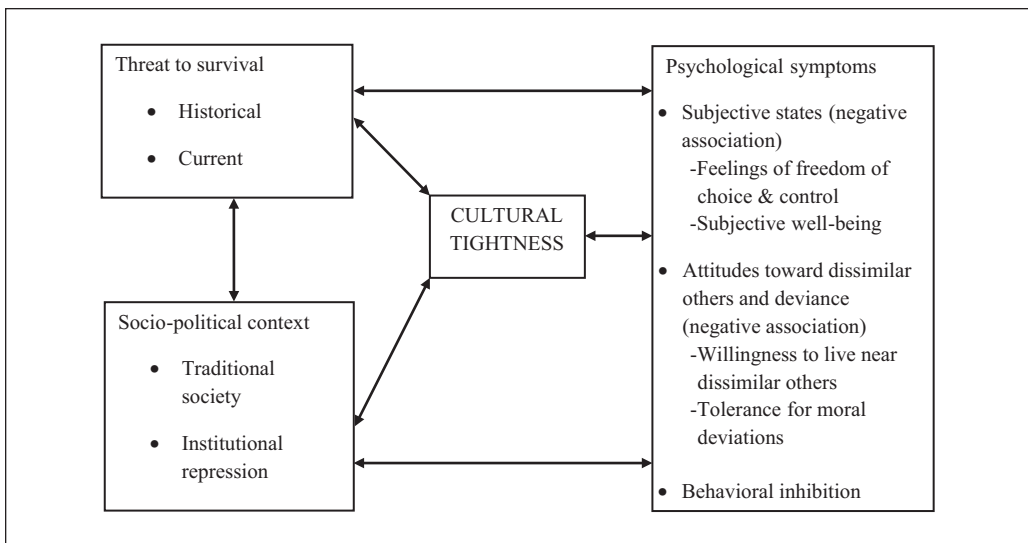 Threat to survival
• Historical
• Current
Socio-political context
• Traditional
society
• Institutional
repression
CULTURAL
TIGHTNESS
Psychological symptoms
• Subjective states (negative
association)
-Feelings of freedom of
choice & control
-Subjective well-being
• Attitudes toward dissimilar
others and deviance
(negative association)
-Willingness to live near
dissimilar others
-Tolerance for moral
deviations
• Behavioral inhibition